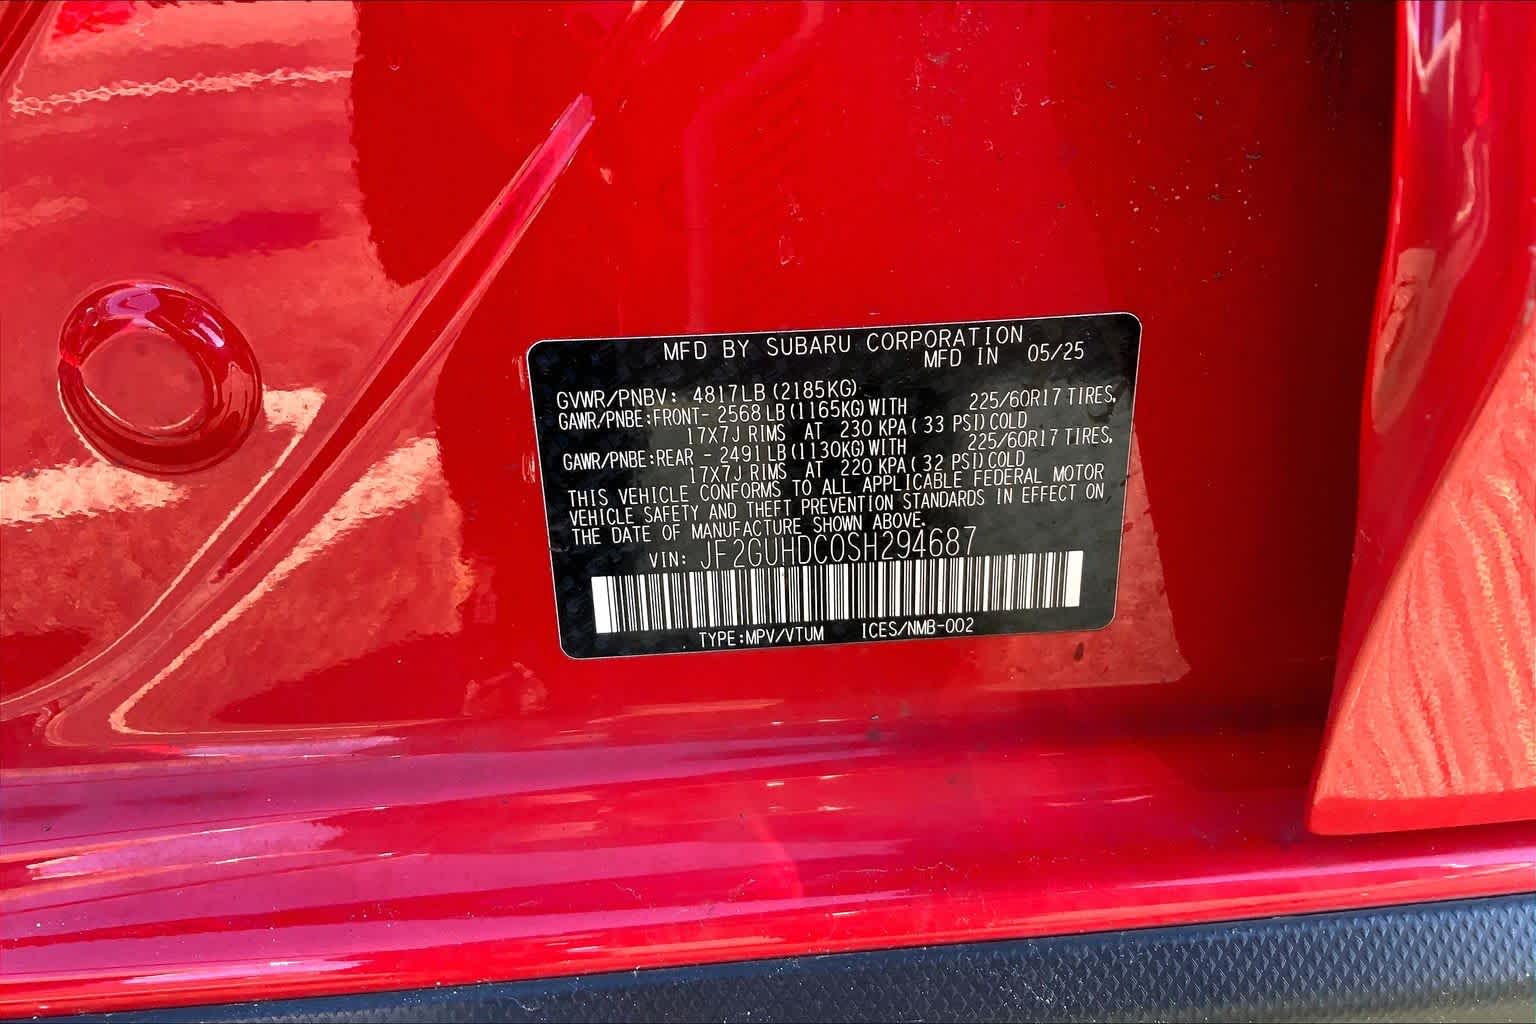 MFD BY SUBARU CORPORATION
MFD IN 05/25
GVWR/PNBV: 4817LB (2185KG)
GAWR/PNBE:FRONT- 2568 LB (1165KG) WITH 225/60R17 TIRES,
17X7J RIMS AT 230 KPA ( 33 PSI) COLD
GAWR/PNBE:REAR - 2491 LB (1130KG) WITH 225/60R17 TIRES,
17X7J RIMS AT 220 KPA ( 32 PSI) COLD
THIS VEHICLE CONFORMS TO ALL APPLICABLE FEDERAL MOTOR
VEHICLE SAFETY AND THEFT PREVENTION STANDARDS IN EFFECT ON
THE DATE OF MANUFACTURE SHOWN ABOVE.
VIN: JF2GUHDC0SH294687
TYPE:MPV/VTUM ICES/NMB-002